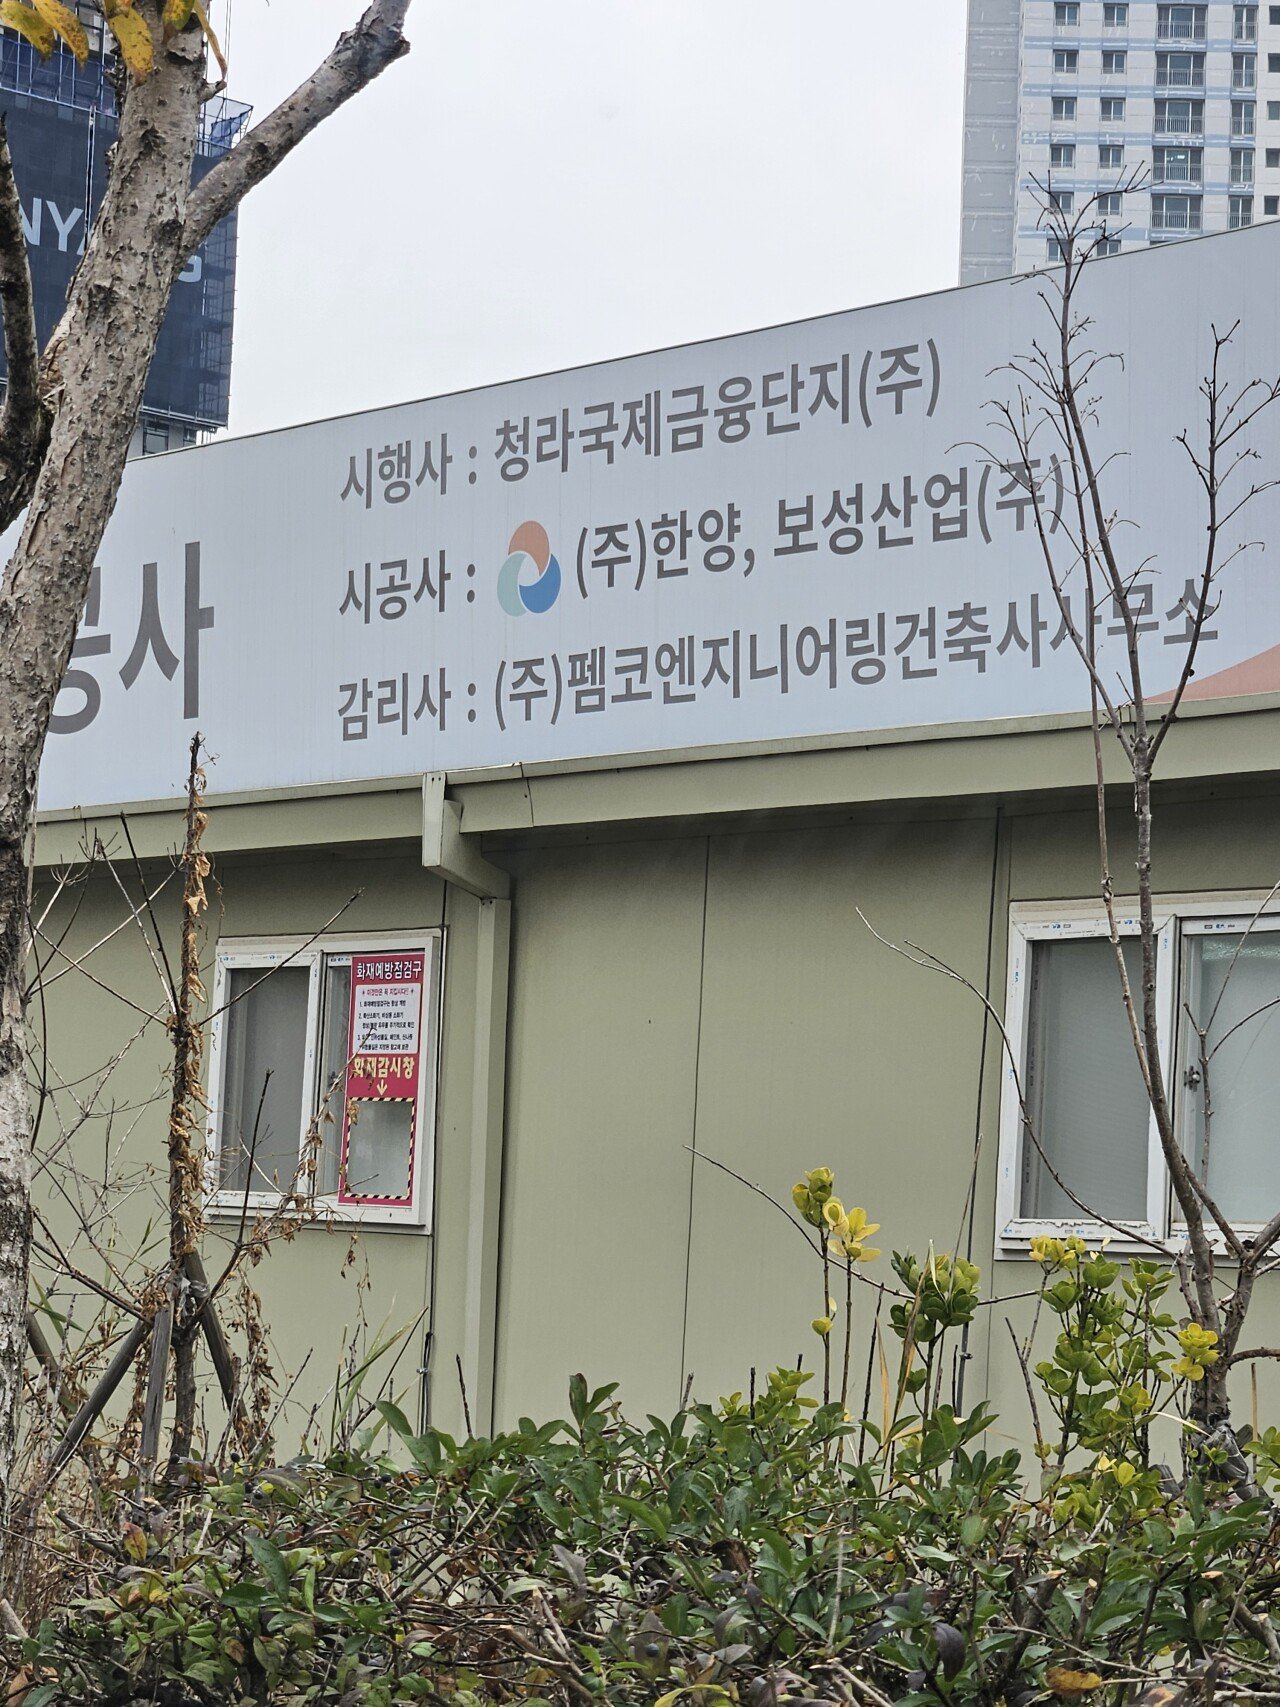 시행사 : 청라국제금융단지(주)
시공사 : (주)한양, 보성산업(주)
감리사 : (주)펨코엔지니어링건축사사무소
공사
화재예방점검구
화재감시창